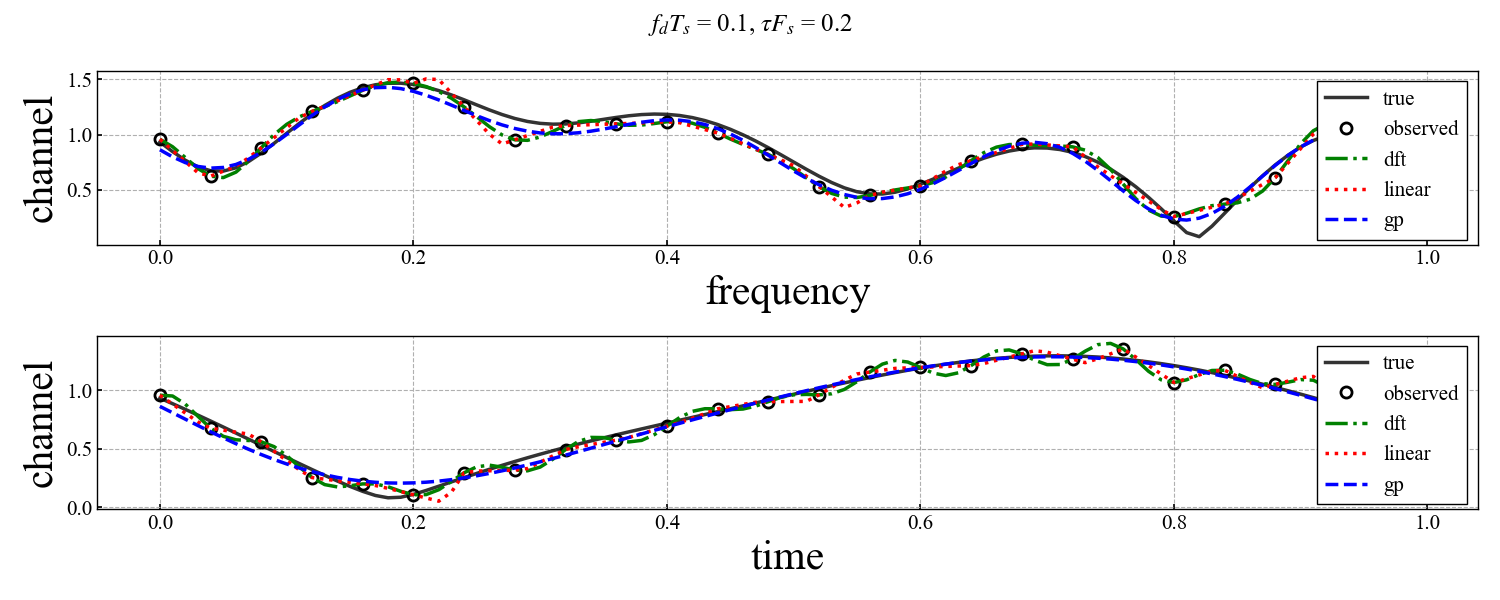 f_d T_s = 0.1, τF_s = 0.2
channel
1.5
1.0
0.5
0.0
0.2
0.4
0.6
0.8
1.0
frequency
true
observed
dft
linear
gp
channel
1.0
0.5
0.0
0.0
0.2
0.4
0.6
0.8
1.0
time
true
observed
dft
linear
gp